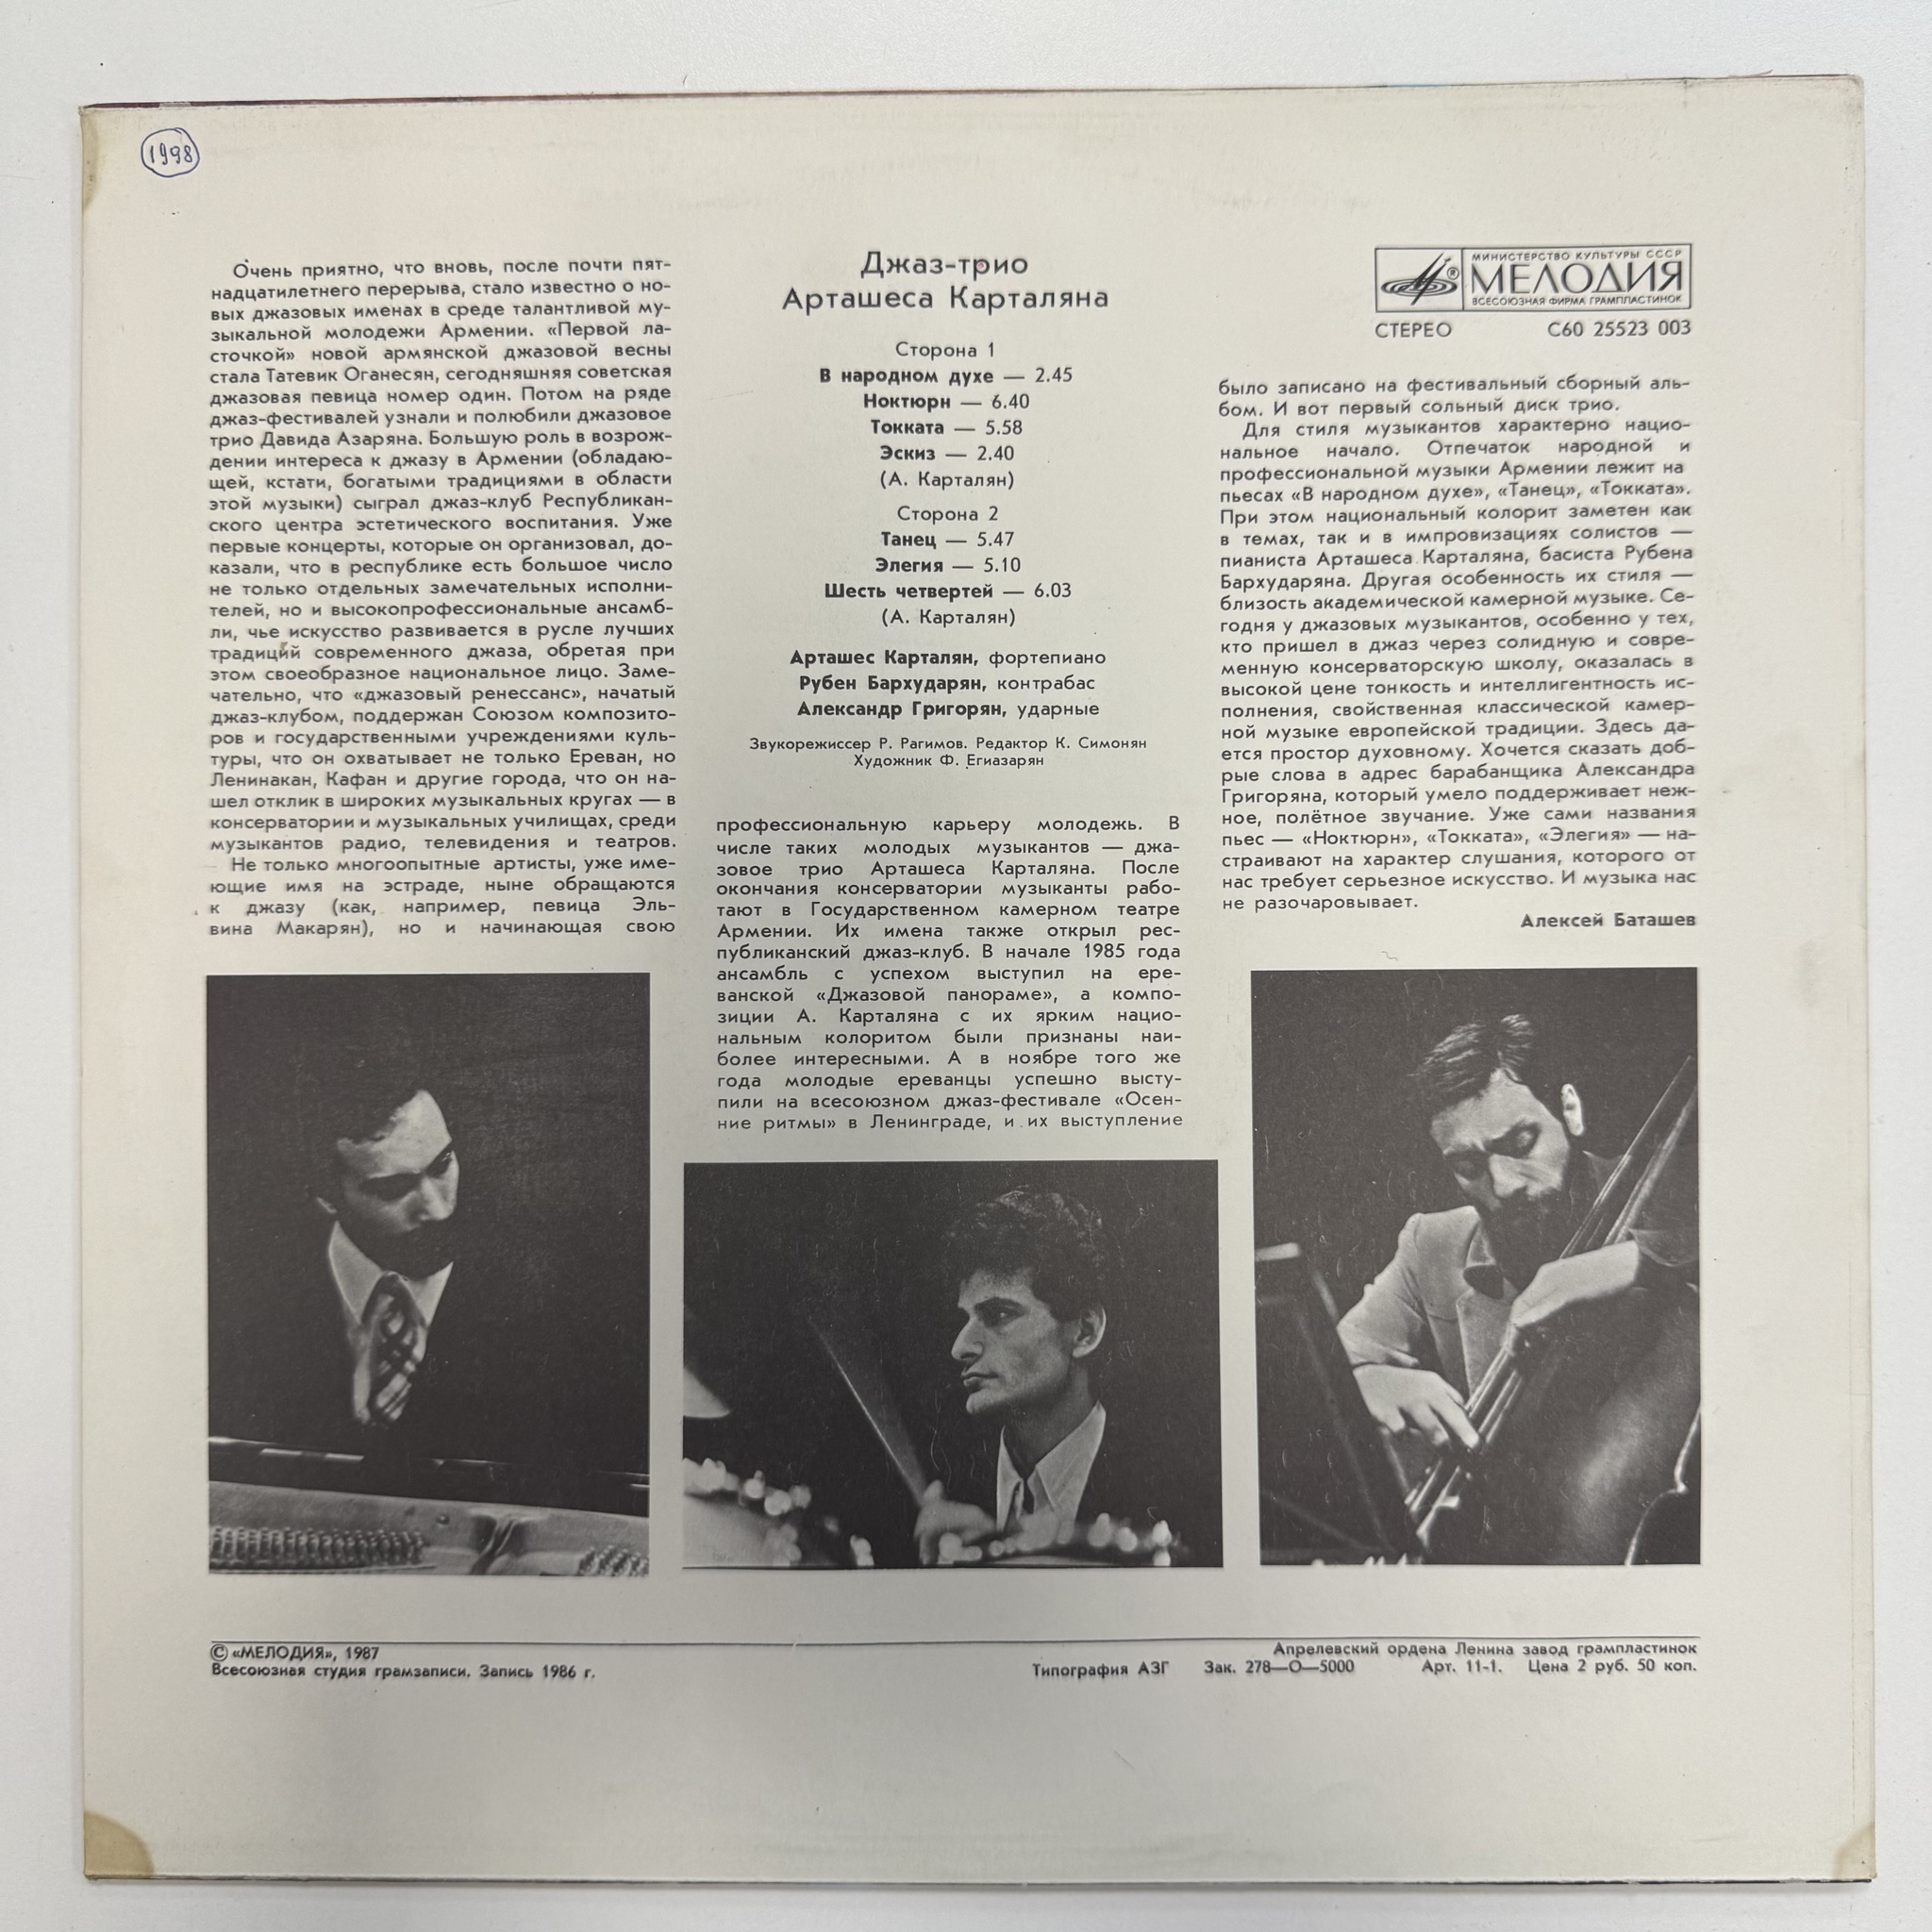 1998
Очень приятно, что вновь, после почти пят-
надцатилетнего перерыва, стало известно о но-
вых джазовых именах в среде талантливой му-
зыкальной молодежи Армении. «Первой ла-
сточкой» новой армянской джазовой весны
стала Татевик Оганесян, сегодняшняя советская
джазовая певица номер один. Потом на ряде
джаз-фестивалей узнали и полюбили джазовое
трио Давида Азаряна. Большую роль в возрож-
дении интереса к джазу в Армении (обладаю-
щей, кстати, богатыми традициями в области
этой музыки) сыграл джаз-клуб Республикан-
ского центра эстетического воспитания. Уже
первые концерты, которые он организовал, до-
казали, что в республике есть большое число
не только отдельных замечательных исполни-
телей, но и высокопрофессиональные ансамб-
ли, чье искусство развивается в русле лучших
традиций современного джаза, обретая при
этом своеобразное национальное лицо. Заме-
чательно, что «джазовый ренессанс», начатый
джаз-клубом, поддержан Союзом композито-
ров и государственными учреждениями куль-
туры, что он охватывает не только Ереван, но
Ленинакан, Кафан и другие города, что он на-
шел отклик в широких музыкальных кругах — в
консерватории и музыкальных училищах, среди
музыкантов радио, телевидения и театров.
Не только многоопытные артисты, уже име-
ющие имя на эстраде, ныне обращаются
к джазу (как, например, певица Эль-
вина Макарян), но и начинающая свою
Джаз-трио
Арташеса Карталяна
Сторона 1
В народном духе — 2.45
Ноктюрн — 6.40
Токката — 5.58
Эскиз — 2.40
(А. Карталян)
Сторона 2
Танец — 5.47
Элегия — 5.10
Шесть четвертей — 6.03
(А. Карталян)
Арташес Карталян, фортепиано
Рубен Бархударян, контрабас
Александр Григорян, ударные
Звукорежиссер Р. Рагимов. Редактор К. Симонян
Художник Ф. Егиазарян
профессиональную карьеру молодежь. В
числе таких молодых музыкантов — джа-
зовое трио Арташеса Карталяна. После
окончания консерватории музыканты рабо-
тают в Государственном камерном театре
Армении. Их имена также открыл рес-
публиканский джаз-клуб. В начале 1985 года
ансамбль с успехом выступил на ере-
ванской «Джазовой панораме», а компо-
зиции А. Карталяна с их ярким нацио-
нальным колоритом были признаны наи-
более интересными. А в ноябре того же
года молодые ереванцы успешно высту-
пили на всесоюзном джаз-фестивале «Осен-
ние ритмы» в Ленинграде, и их выступление
МИНИСТЕРСТВО КУЛЬТУРЫ СССР
МЕЛОДИЯ
ВСЕСОЮЗНАЯ ФИРМА ГРАМПЛАСТИНОК
СТЕРЕО С60 25523 003
было записано на фестивальный сборный аль-
бом. И вот первый сольный диск трио.
Для стиля музыкантов характерно нацио-
нальное начало. Отпечаток народной и
профессиональной музыки Армении лежит на
пьесах «В народном духе», «Танец», «Токката».
При этом национальный колорит заметен как
в темах, так и в импровизациях солистов —
пианиста Арташеса Карталяна, басиста Рубена
Бархударяна. Другая особенность их стиля —
близость академической камерной музыке. Се-
годня у джазовых музыкантов, особенно у тех,
кто пришел в джаз через солидную и совре-
менную консерваторскую школу, оказалась в
высокой цене тонкость и интеллигентность ис-
полнения, свойственная классической камер-
ной музыке европейской традиции. Здесь да-
ется простор духовному. Хочется сказать доб-
рые слова в адрес барабанщика Александра
Григоряна, который умело поддерживает неж-
ное, полётное звучание. Уже сами названия
пьес — «Ноктюрн», «Токката», «Элегия» — на-
страивают на характер слушания, которого от
нас требует серьезное искусство. И музыка нас
не разочаровывает.
Алексей Баташев
© «МЕЛОДИЯ», 1987
Всесоюзная студия грамзаписи. Запись 1986 г.
Апрелевский ордена Ленина завод грампластинок
Типография АЗГ Зак. 278—О—5000 Арт. 11-1. Цена 2 руб. 50 коп.